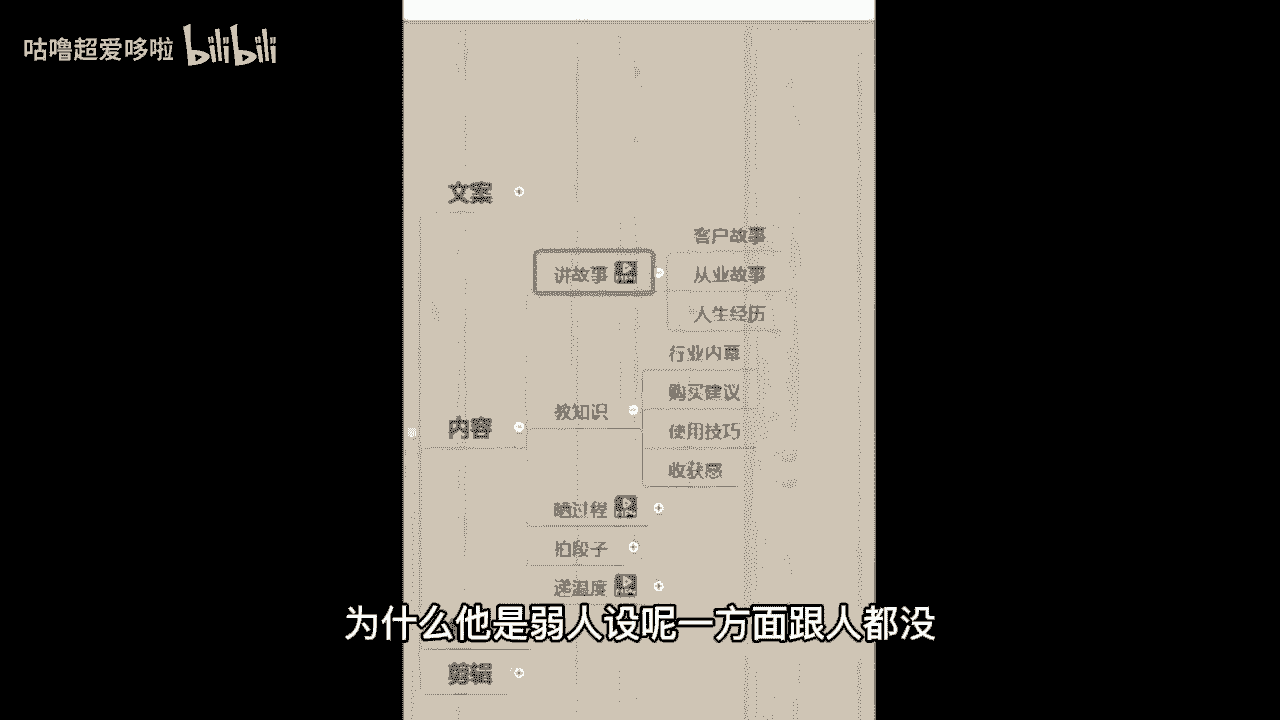 咕噜超爱哆啦 bilibili
文案
客户故事
讲故事
从业故事
人生经历
行业内幕
购买建议
教知识
内容
使用技巧
收获感
晒过程
拍段子
递温度
为什么他是弱人设呢一方面跟人都没
剪辑